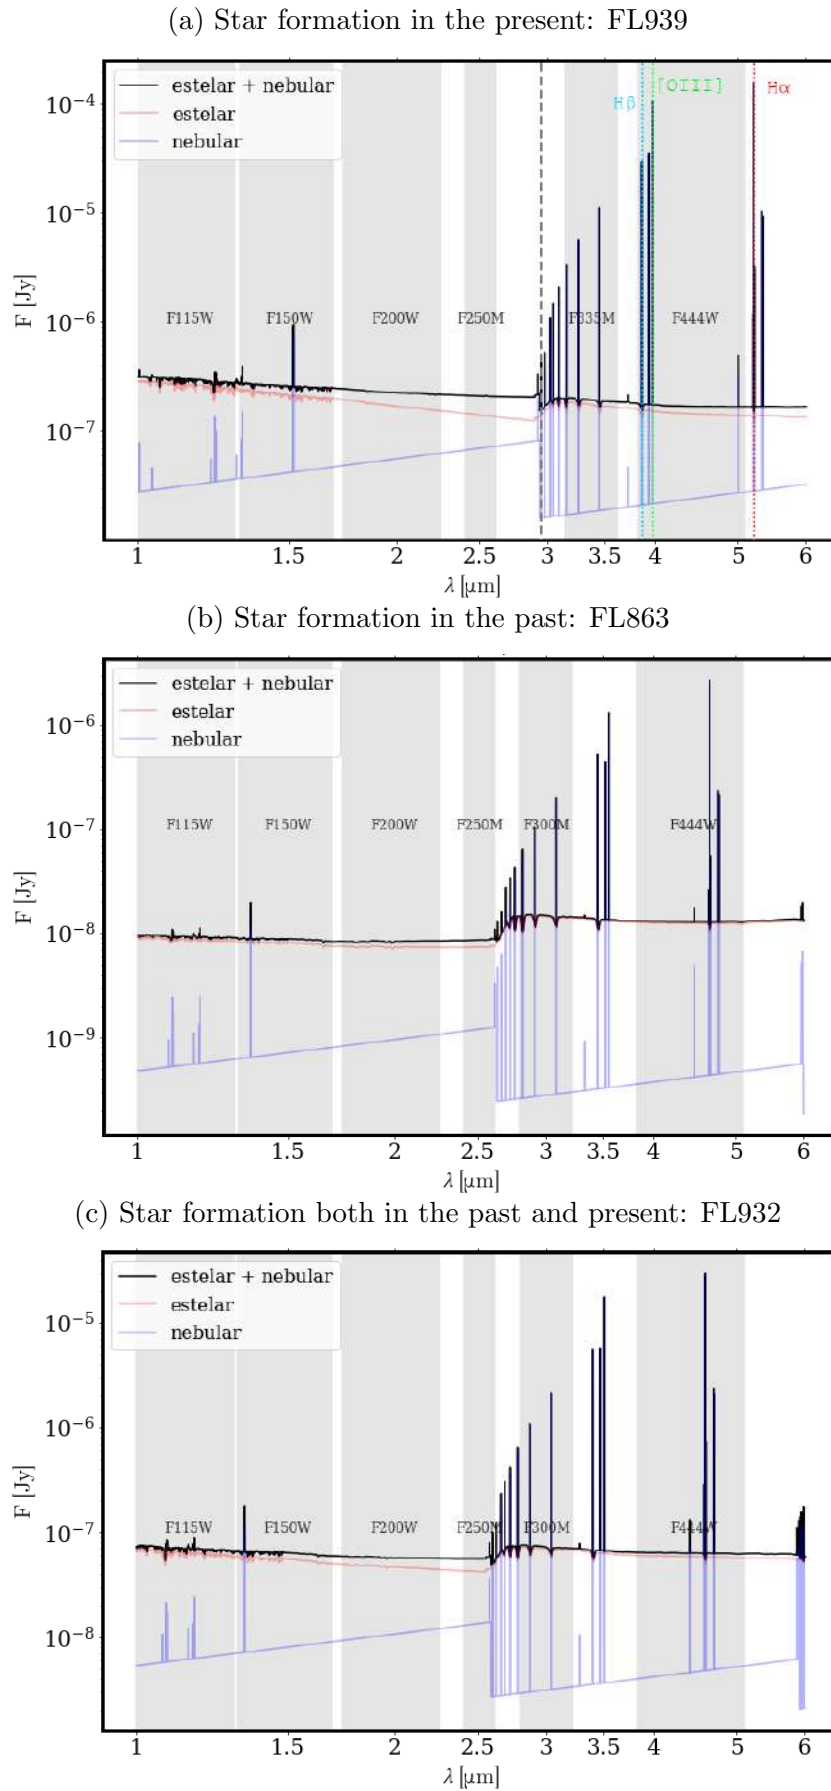 (a) Star formation in the present: FL939
estelar + nebular
estelar
nebular
Hβ
[OIII]
Hα
F115W F150W F200W F250M F335M F444W
F [Jy]
10⁻⁴
10⁻⁵
10⁻⁶
10⁻⁷
1 1.5 2 2.5 3 3.5 4 5 6
λ [μm]
(b) Star formation in the past: FL863
estelar + nebular
estelar
nebular
F115W F150W F200W F250M F300M F444W
F [Jy]
10⁻⁶
10⁻⁷
10⁻⁸
10⁻⁹
1 1.5 2 2.5 3 3.5 4 5 6
λ [μm]
(c) Star formation both in the past and present: FL932
estelar + nebular
estelar
nebular
F115W F150W F200W F250M F300M F444W
F [Jy]
10⁻⁵
10⁻⁶
10⁻⁷
10⁻⁸
1 1.5 2 2.5 3 3.5 4 5 6
λ [μm]